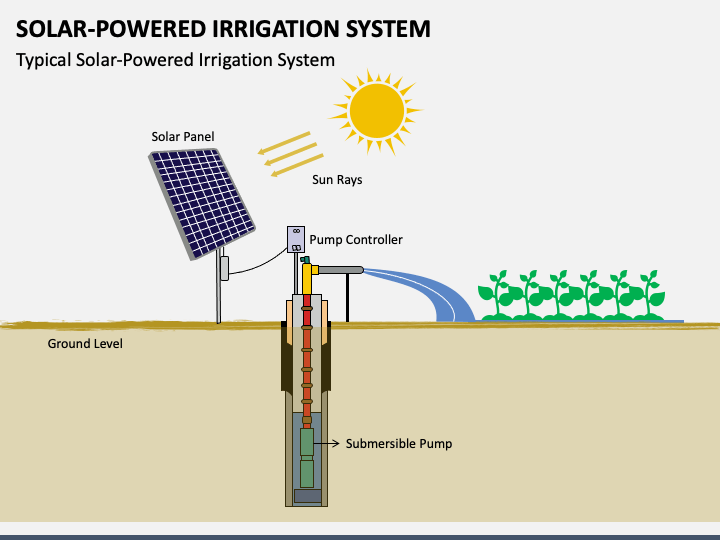 SOLAR-POWERED IRRIGATION SYSTEM
Typical Solar-Powered Irrigation System
Solar Panel
Sun Rays
Pump Controller
Ground Level
Submersible Pump